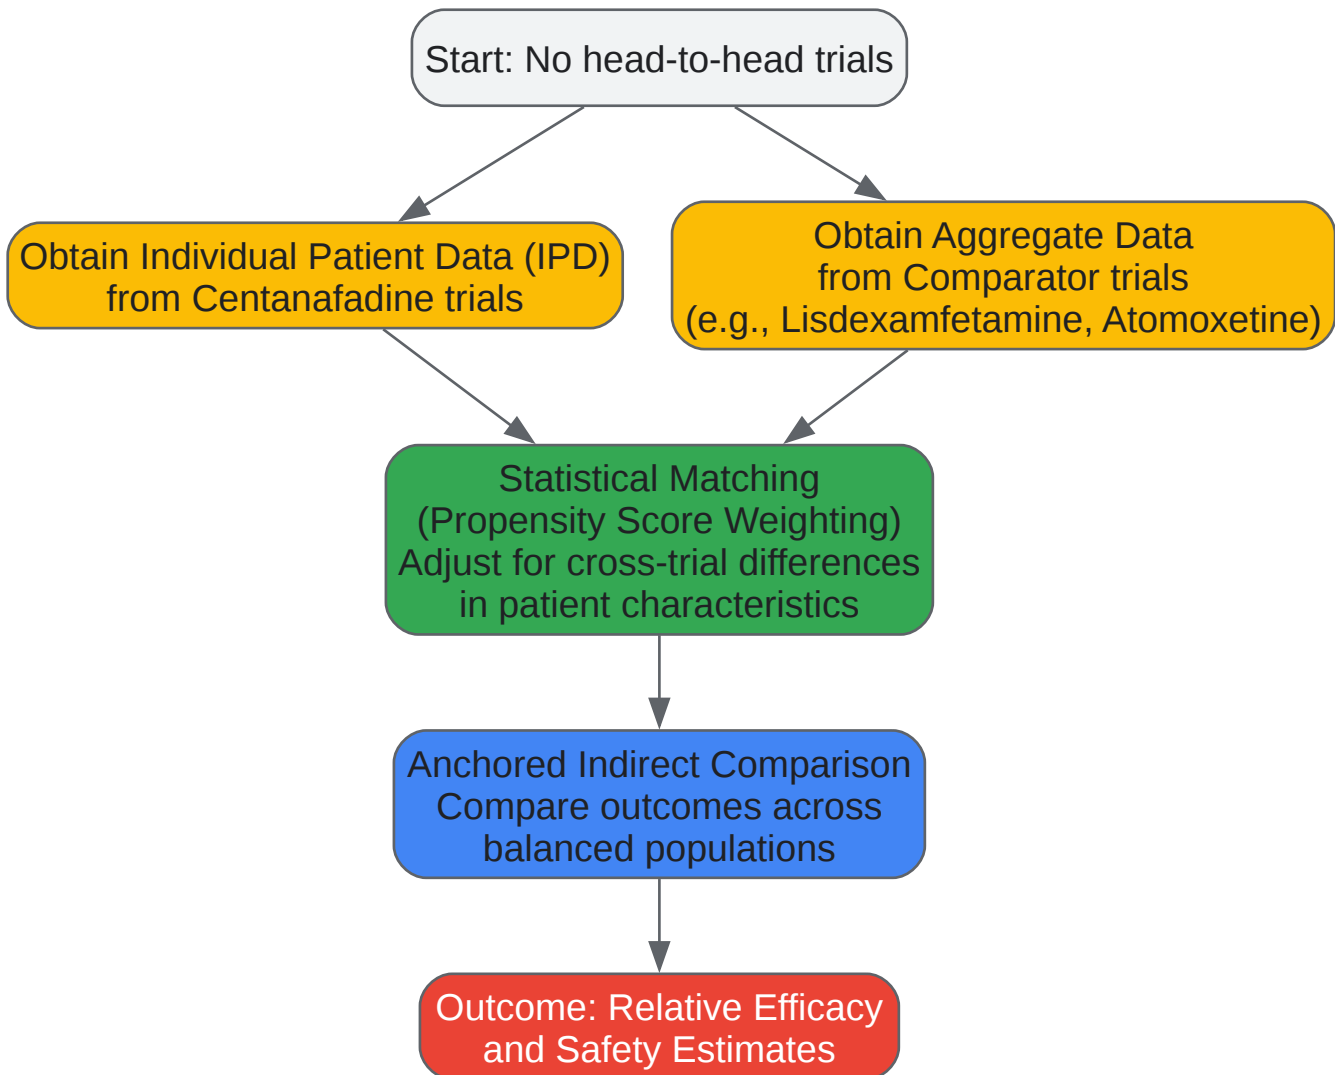 Start: No head-to-head trials
Obtain Individual Patient Data (IPD)
from Centanafadine trials
Obtain Aggregate Data
from Comparator trials
(e.g., Lisdexamfetamine, Atomoxetine)
Statistical Matching
(Propensity Score Weighting)
Adjust for cross-trial differences
in patient characteristics
Anchored Indirect Comparison
Compare outcomes across
balanced populations
Outcome: Relative Efficacy
and Safety Estimates